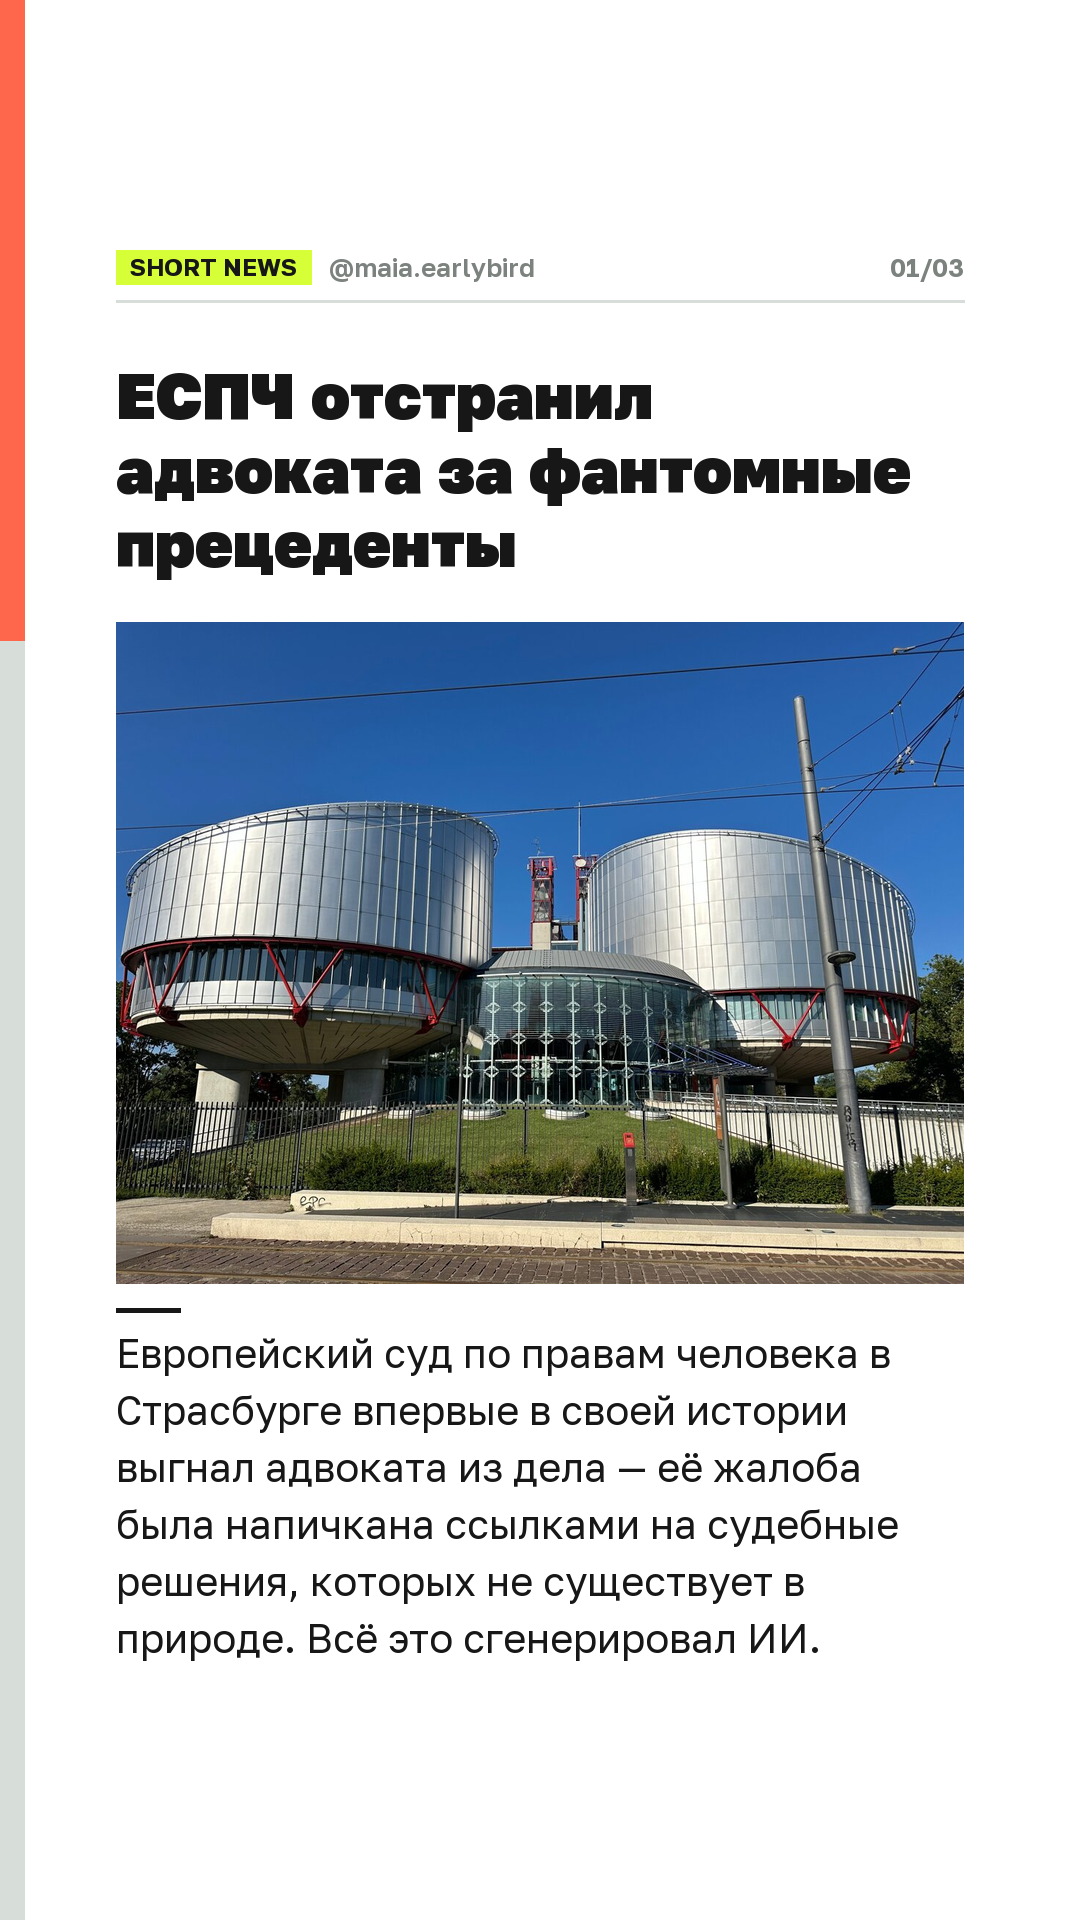 SHORT NEWS @maia.earlybird 01/03
ЕСПЧ отстранил
адвоката за фантомные
прецеденты
Европейский суд по правам человека в
Страсбурге впервые в своей истории
выгнал адвоката из дела — её жалоба
была напичкана ссылками на судебные
решения, которых не существует в
природе. Всё это сгенерировал ИИ.